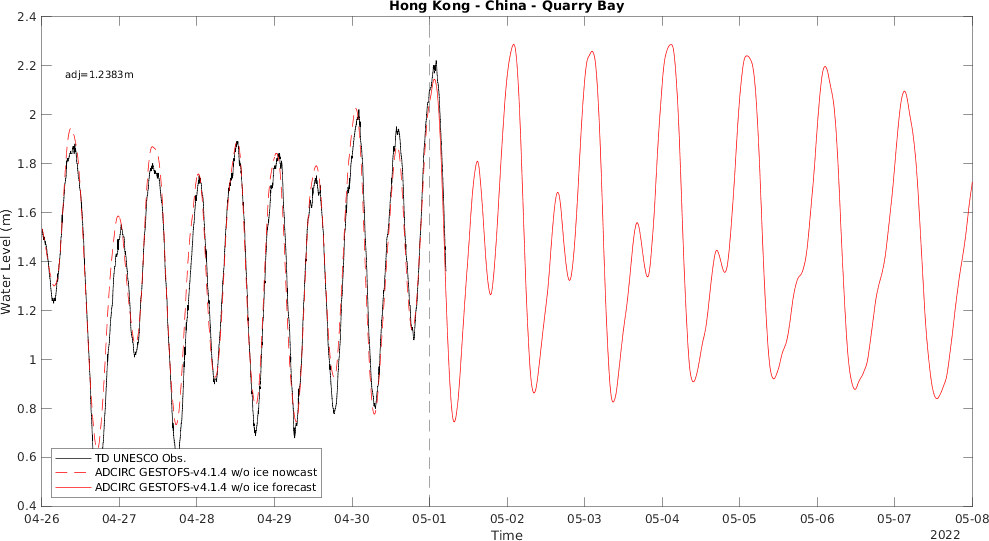 Hong Kong - China - Quarry Bay
2.4
2.2
2
1.8
1.6
1.4
1.2
1
0.8
0.6
0.4
Water Level (m)
adj=1.2383m
TD UNESCO Obs.
ADCIRC GESTOFS-v4.1.4 w/o ice nowcast
ADCIRC GESTOFS-v4.1.4 w/o ice forecast
04-26 04-27 04-28 04-29 04-30 05-01 05-02 05-03 05-04 05-05 05-06 05-07 05-08
Time
2022